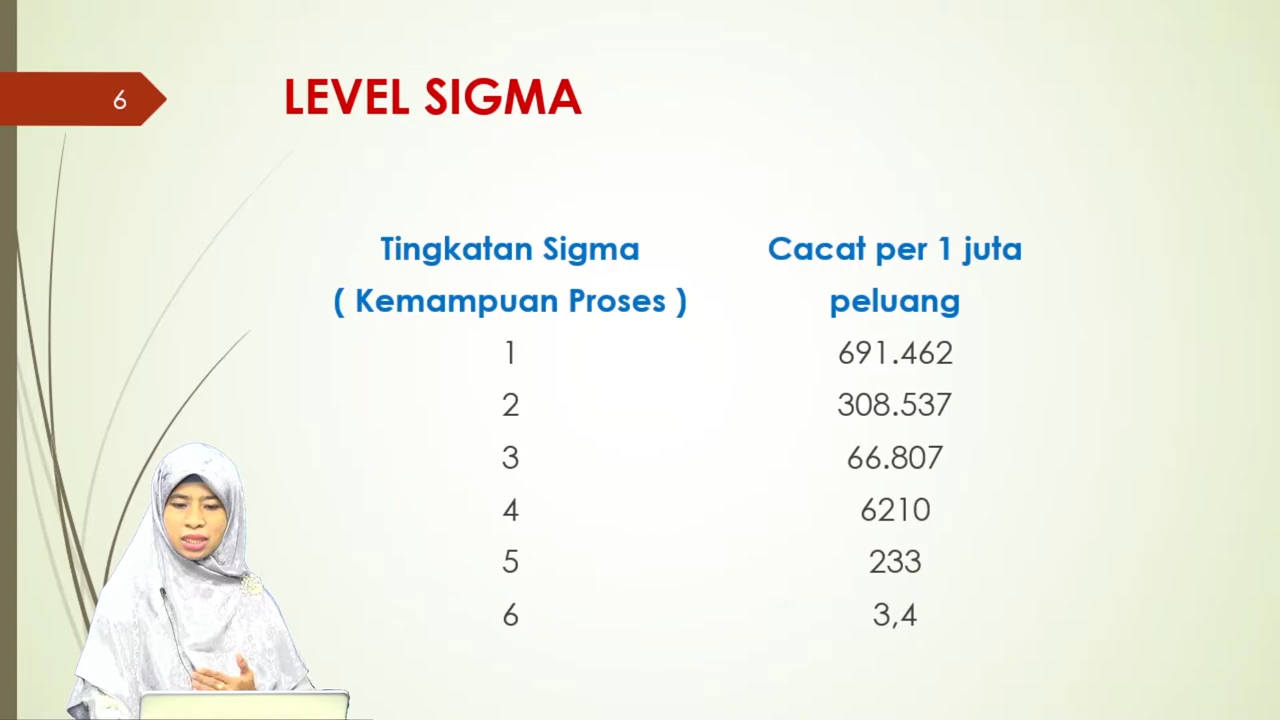 6
LEVEL SIGMA
Tingkatan Sigma
( Kemampuan Proses )
Cacat per 1 juta
peluang
1 691.462
2 308.537
3 66.807
4 6210
5 233
6 3,4